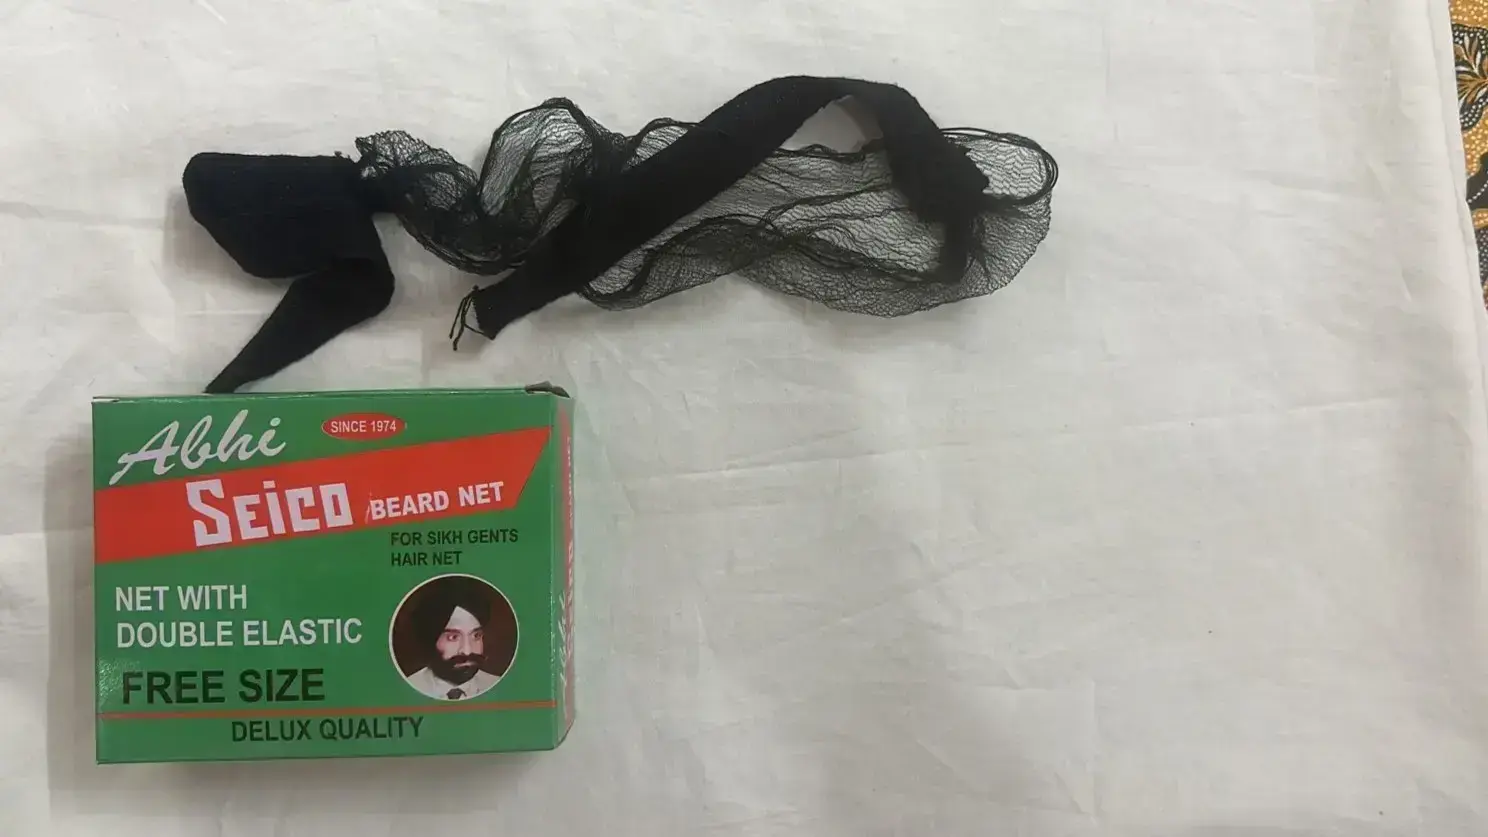 Abhi
SINCE 1974
SEiCO BEARD NET
FOR SIKH GENTS
HAIR NET
NET WITH
DOUBLE ELASTIC
FREE SIZE
DELUX QUALITY